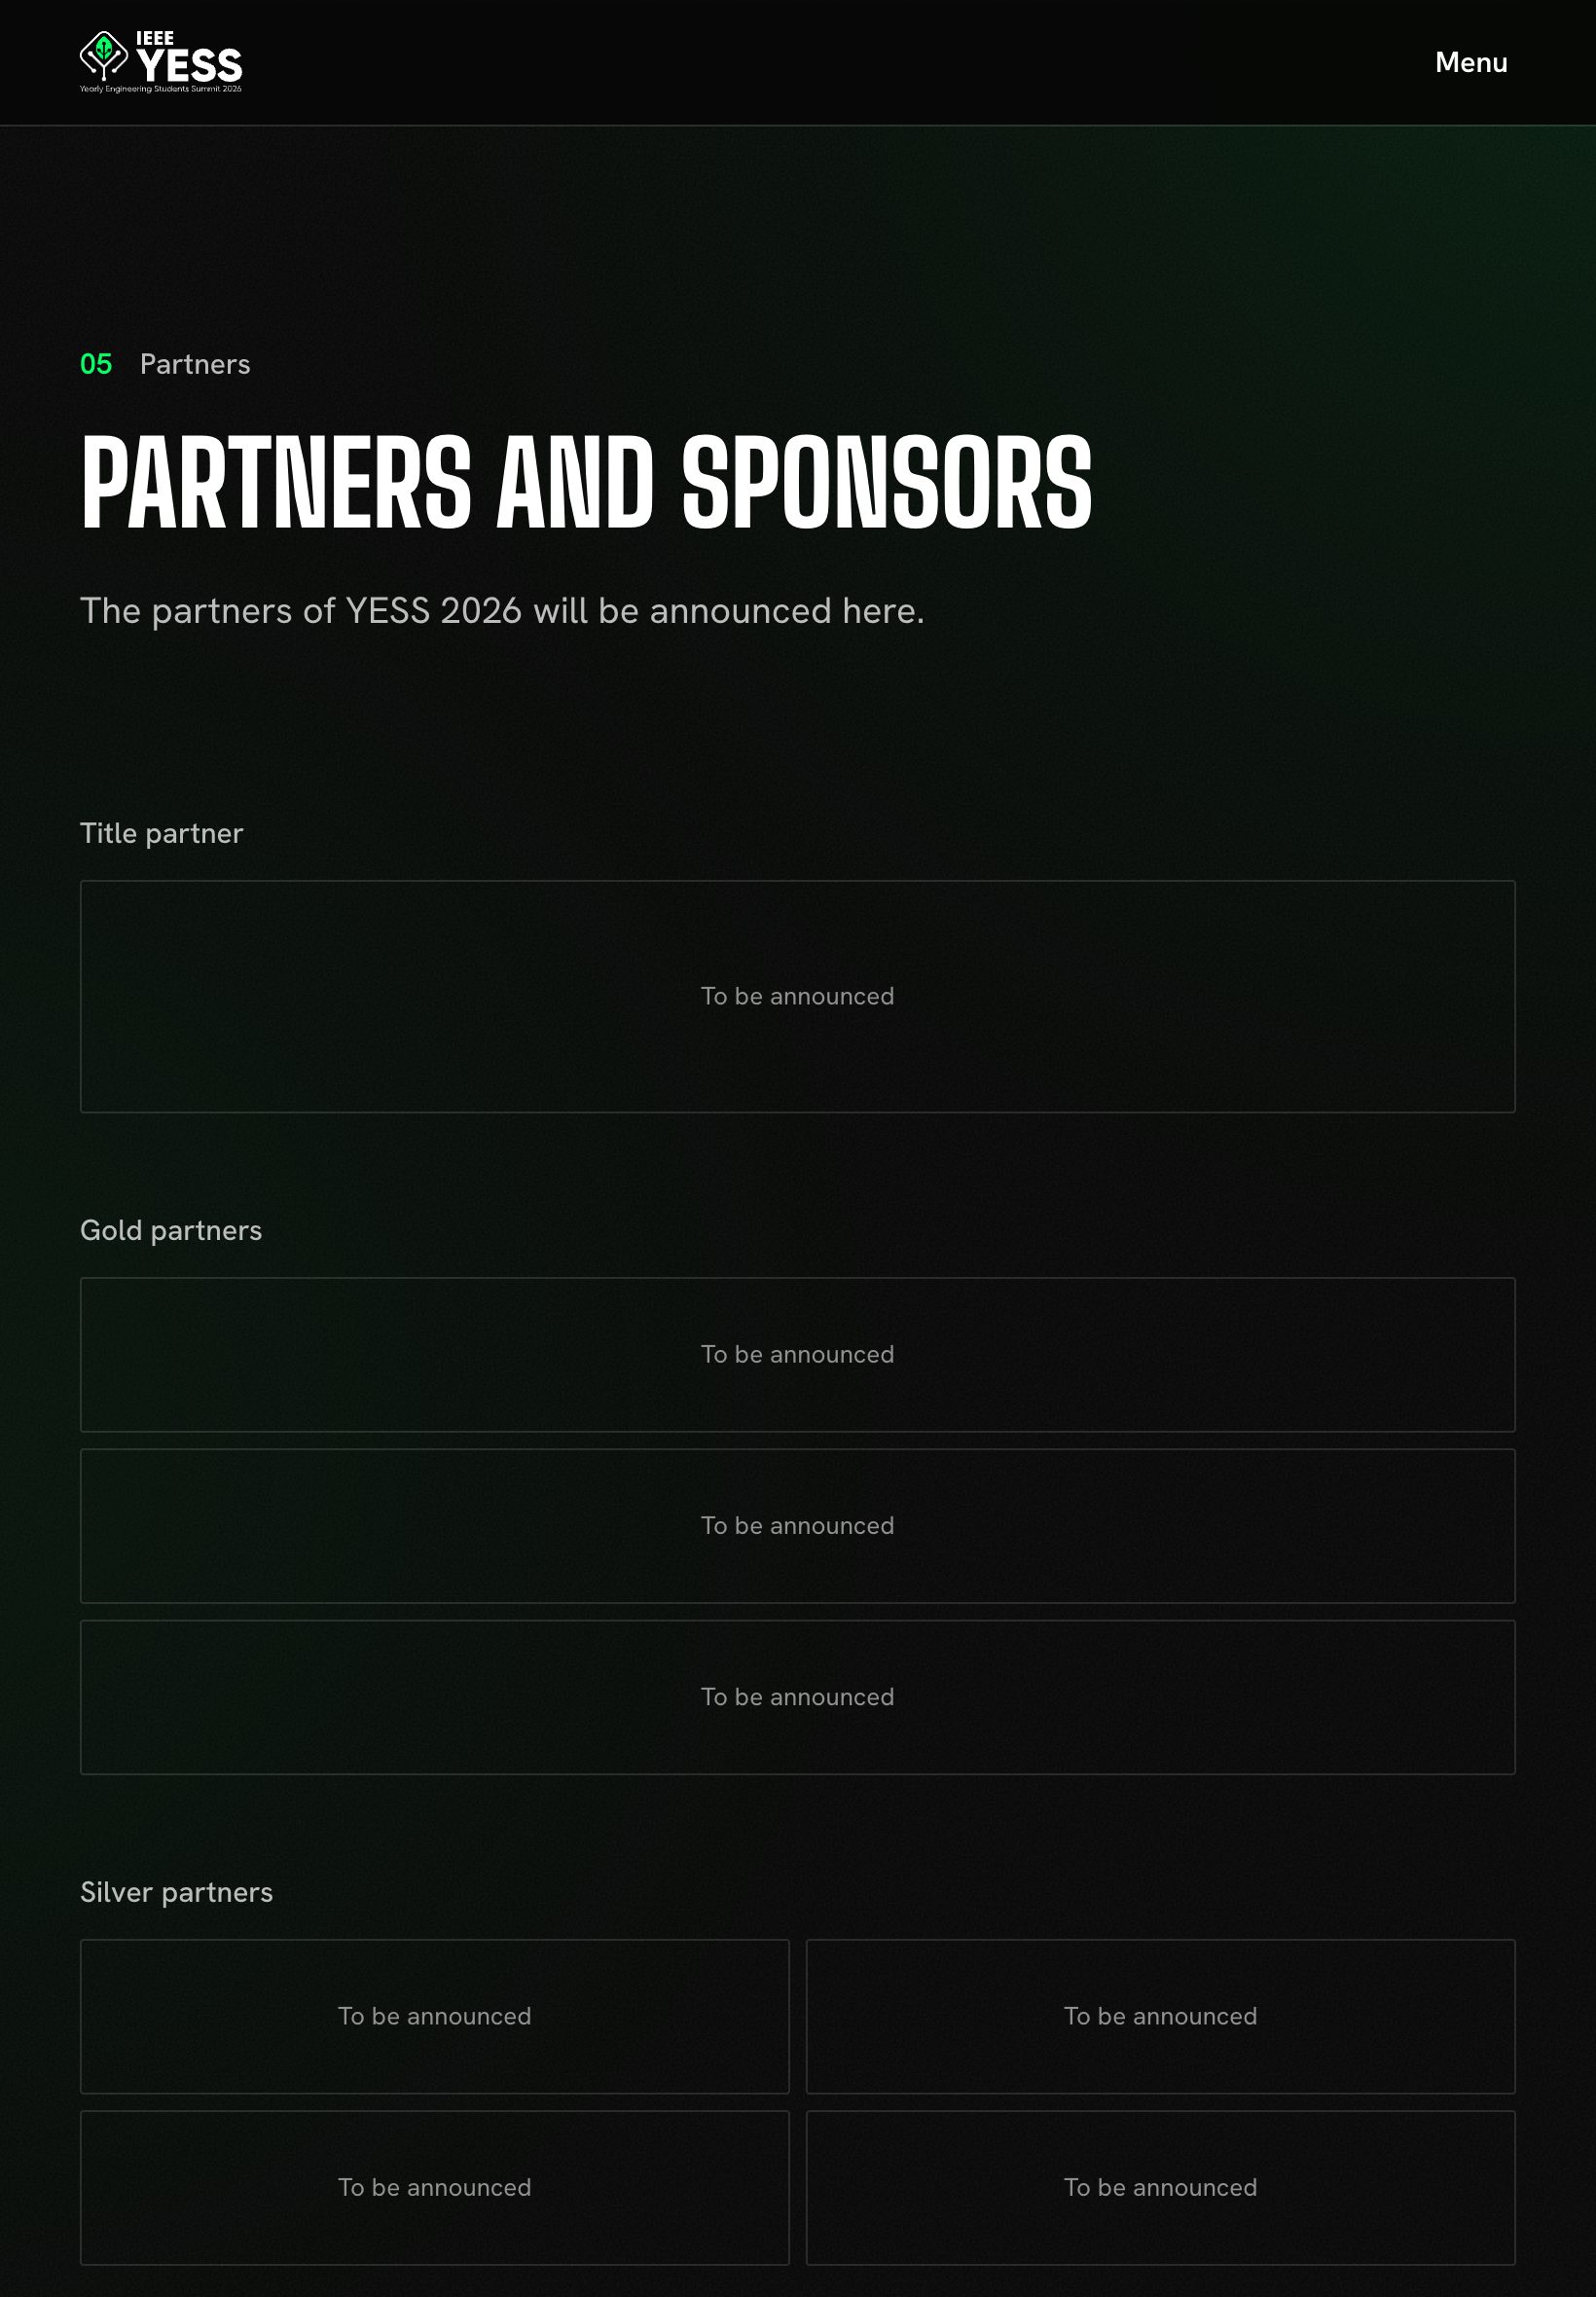 IEEE
YESS
Yearly Engineering Students Summit 2026
Menu
05 Partners
PARTNERS AND SPONSORS
The partners of YESS 2026 will be announced here.
Title partner
To be announced
Gold partners
To be announced
To be announced
To be announced
Silver partners
To be announced To be announced
To be announced To be announced